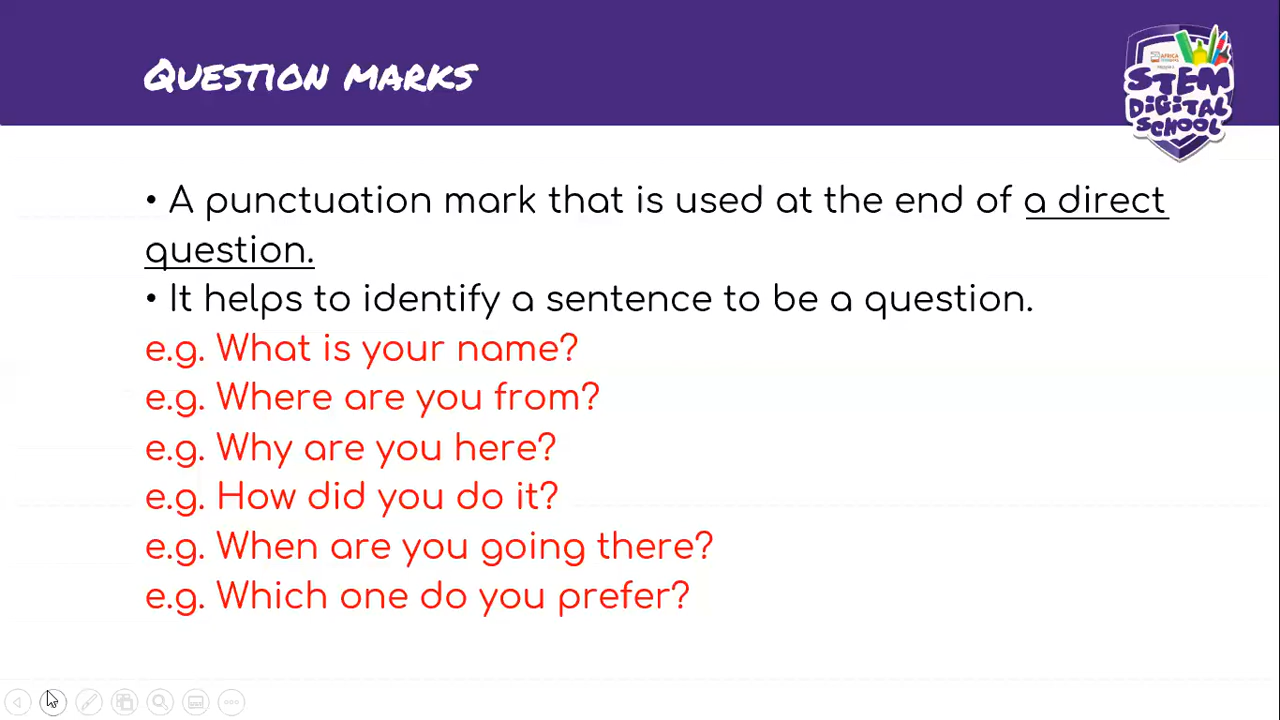 Question marks
AFRICA
STEM
DiGiTAL
SCHOOL
• A punctuation mark that is used at the end of a direct
question.
• It helps to identify a sentence to be a question.
e.g. What is your name?
e.g. Where are you from?
e.g. Why are you here?
e.g. How did you do it?
e.g. When are you going there?
e.g. Which one do you prefer?